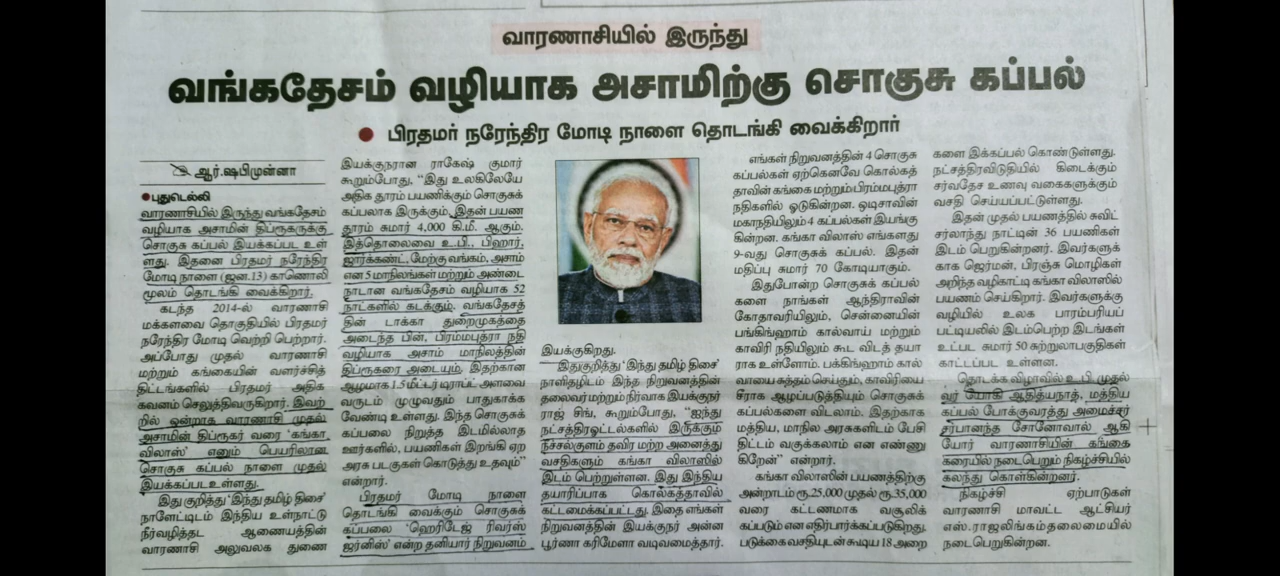 வாரணாசியில் இருந்து
வங்கதேசம் வழியாக அசாமிற்கு சொகுசு கப்பல்
● பிரதமர் நரேந்திர மோடி நாளை தொடங்கி வைக்கிறார்
ஆர்.ஷபிமுன்னா
●புதுடெல்லி
வாரணாசியில் இருந்து வங்கதேசம்
வழியாக அசாமின் திப்ருகருக்கு
சொகுசு கப்பல் இயக்கப்பட உள்
ளது. இதனை பிரதமர் நரேந்திர
மோடி நாளை (ஜன.13) காணொலி
மூலம் தொடங்கி வைக்கிறார்.
கடந்த 2014-ல் வாரணாசி
மக்களவை தொகுதியில் பிரதமர்
நரேந்திர மோடி வெற்றி பெற்றார்.
அப்போது முதல் வாரணாசி
மற்றும் கங்கையின் வளர்ச்சித்
திட்டங்களில் பிரதமர் அதிக
கவனம் செலுத்திவருகிறார். இவற்
றில் ஒன்றாக வாரணாசி முதல்
அசாமின் திப்ரூகர் வரை 'கங்கா
விலாஸ்' எனும் பெயரிலான
சொகுசு கப்பல் நாளை முதல்
இயக்கப்பட உள்ளது.
இது குறித்து 'இந்து தமிழ் திசை'
நாளேட்டிடம் இந்திய உள்நாட்டு
நீர்வழித்தட ஆணையத்தின்
வாரணாசி அலுவலக துணை
இயக்குநரான ராகேஷ் குமார்
கூறும்போது, "இது உலகிலேயே
அதிக தூரம் பயணிக்கும் சொகுசுக்
கப்பலாக இருக்கும். இதன் பயண
தூரம் சுமார் 4,000 கி.மீ. ஆகும்.
இத்தொலைவை உ.பி., பிஹார்,
ஜார்க்கண்ட், மேற்கு வங்கம், அசாம்
என 5 மாநிலங்கள் மற்றும் அண்டை
நாடான வங்கதேசம் வழியாக 52
நாட்களில் கடக்கும். வங்கதேசத்
தின் டாக்கா துறைமுகத்தை
அடைந்த பின், பிரம்மபுத்ரா நதி
வழியாக அசாம் மாநிலத்தின்
திப்ரூகரை அடையும். இதற்கான
ஆழமாக 1.5 மீட்டர் டிராப்ட் அளவை
வருடம் முழுவதும் பாதுகாக்க
வேண்டி உள்ளது. இந்த சொகுசுக்
கப்பலை நிறுத்த இடமில்லாத
ஊர்களில், பயணிகள் இறங்கி ஏற
அரசு படகுகள் கொடுத்து உதவும்"
என்றார்.
பிரதமர் மோடி நாளை
தொடங்கி வைக்கும் சொகுசுக்
கப்பலை 'ஹெரிடேஜ் ரிவர்ஸ்
ஜர்னிஸ்' என்ற தனியார் நிறுவனம்
இயக்குகிறது.
இதுகுறித்து 'இந்து தமிழ் திசை'
நாளிதழிடம் இந்த நிறுவனத்தின்
தலைவர் மற்றும் நிர்வாக இயக்குநர்
ராஜ் சிங், கூறும்போது, "ஐந்து
நட்சத்திர ஓட்டல்களில் இருக்கும்
நீச்சல்குளம் தவிர மற்ற அனைத்து
வசதிகளும் கங்கா விலாஸில்
இடம் பெற்றுள்ளன. இது இந்திய
தயாரிப்பாக கொல்கத்தாவில்
கட்டமைக்கப்பட்டது. இதை எங்கள்
நிறுவனத்தின் இயக்குநர் அன்ன
பூர்ணா கரிமேளா வடிவமைத்தார்.
எங்கள் நிறுவனத்தின் 4 சொகுசு
கப்பல்கள் ஏற்கெனவே கொல்கத்
தாவின் கங்கை மற்றும் பிரம்மபுத்ரா
நதிகளில் ஓடுகின்றன. ஒடிசாவின்
மகாநதியிலும் 4 கப்பல்கள் இயங்கு
கின்றன. கங்கா விலாஸ் எங்களது
9-வது சொகுசுக் கப்பல். இதன்
மதிப்பு சுமார் 70 கோடியாகும்.
இதுபோன்ற சொகுசுக் கப்பல்
களை நாங்கள் ஆந்திராவின்
கோதாவரியிலும், சென்னையின்
பங்கிங்ஹாம் கால்வாய் மற்றும்
காவிரி நதியிலும் கூட விடத் தயா
ராக உள்ளோம். பக்கிங்ஹாம் கால்
வாயை சுத்தம் செய்தும், காவிரியை
சீராக ஆழப்படுத்தியும் சொகுசுக்
கப்பல்களை விடலாம். இதற்காக
மத்திய, மாநில அரசுகளிடம் பேசி
திட்டம் வகுக்கலாம் என எண்ணு
கிறேன்" என்றார்.
கங்கா விலாஸின் பயணத்திற்கு
அன்றாடம் ரூ.25,000 முதல் ரூ.35,000
வரை கட்டணமாக வசூலிக்
கப்படும் என எதிர்பார்க்கப்படுகிறது.
படுக்கை வசதியுடன் கூடிய 18 அறை
களை இக்கப்பல் கொண்டுள்ளது.
நட்சத்திரவிடுதியில் கிடைக்கும்
சர்வதேச உணவு வகைகளுக்கும்
வசதி செய்யப்பட்டுள்ளது.
இதன் முதல் பயணத்தில் சுவிட்
சர்லாந்து நாட்டின் 36 பயணிகள்
இடம் பெறுகின்றனர். இவர்களுக்
காக ஜெர்மன், பிரஞ்சு மொழிகள்
அறிந்த வழிகாட்டி கங்கா விலாஸில்
பயணம் செய்கிறார். இவர்களுக்கு
வழியில் உலக பாரம்பரியப்
பட்டியலில் இடம்பெற்ற இடங்கள்
உட்பட சுமார் 50 சுற்றுலாபகுதிகள்
காட்டப்பட உள்ளன.
தொடக்க விழாவில் உ.பி. முதல்
வர் யோகி ஆதித்யநாத், மத்திய
கப்பல் போக்குவரத்து அமைச்சர்
சர்பானந்த சோனோவால் ஆகி
யோர் வாரணாசியின் கங்கை
கரையில் நடைபெறும் நிகழ்ச்சியில்
கலந்து கொள்கின்றனர்.
நிகழ்ச்சி ஏற்பாடுகள்
வாரணாசி மாவட்ட ஆட்சியர்
எஸ்.ராஜலிங்கம் தலைமையில்
நடைபெறுகின்றன.